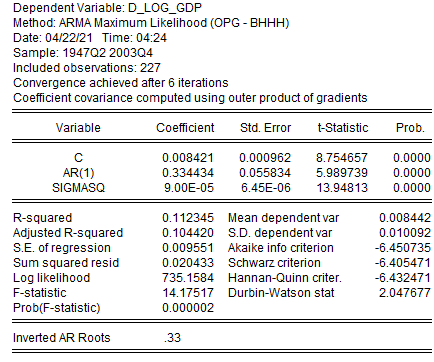 Dependent Variable: D_LOG_GDP
Method: ARMA Maximum Likelihood (OPG - BHHH)
Date: 04/22/21 Time: 04:24
Sample: 1947Q2 2003Q4
Included observations: 227
Convergence achieved after 6 iterations
Coefficient covariance computed using outer product of gradients
Variable Coefficient Std. Error t-Statistic Prob.
C 0.008421 0.000962 8.754657 0.0000
AR(1) 0.334434 0.055834 5.989739 0.0000
SIGMASQ 9.00E-05 6.45E-06 13.94813 0.0000
R-squared 0.112345 Mean dependent var 0.008442
Adjusted R-squared 0.104420 S.D. dependent var 0.010092
S.E. of regression 0.009551 Akaike info criterion -6.450735
Sum squared resid 0.020433 Schwarz criterion -6.405471
Log likelihood 735.1584 Hannan-Quinn criter. -6.432471
F-statistic 14.17517 Durbin-Watson stat 2.047677
Prob(F-statistic) 0.000002
Inverted AR Roots .33